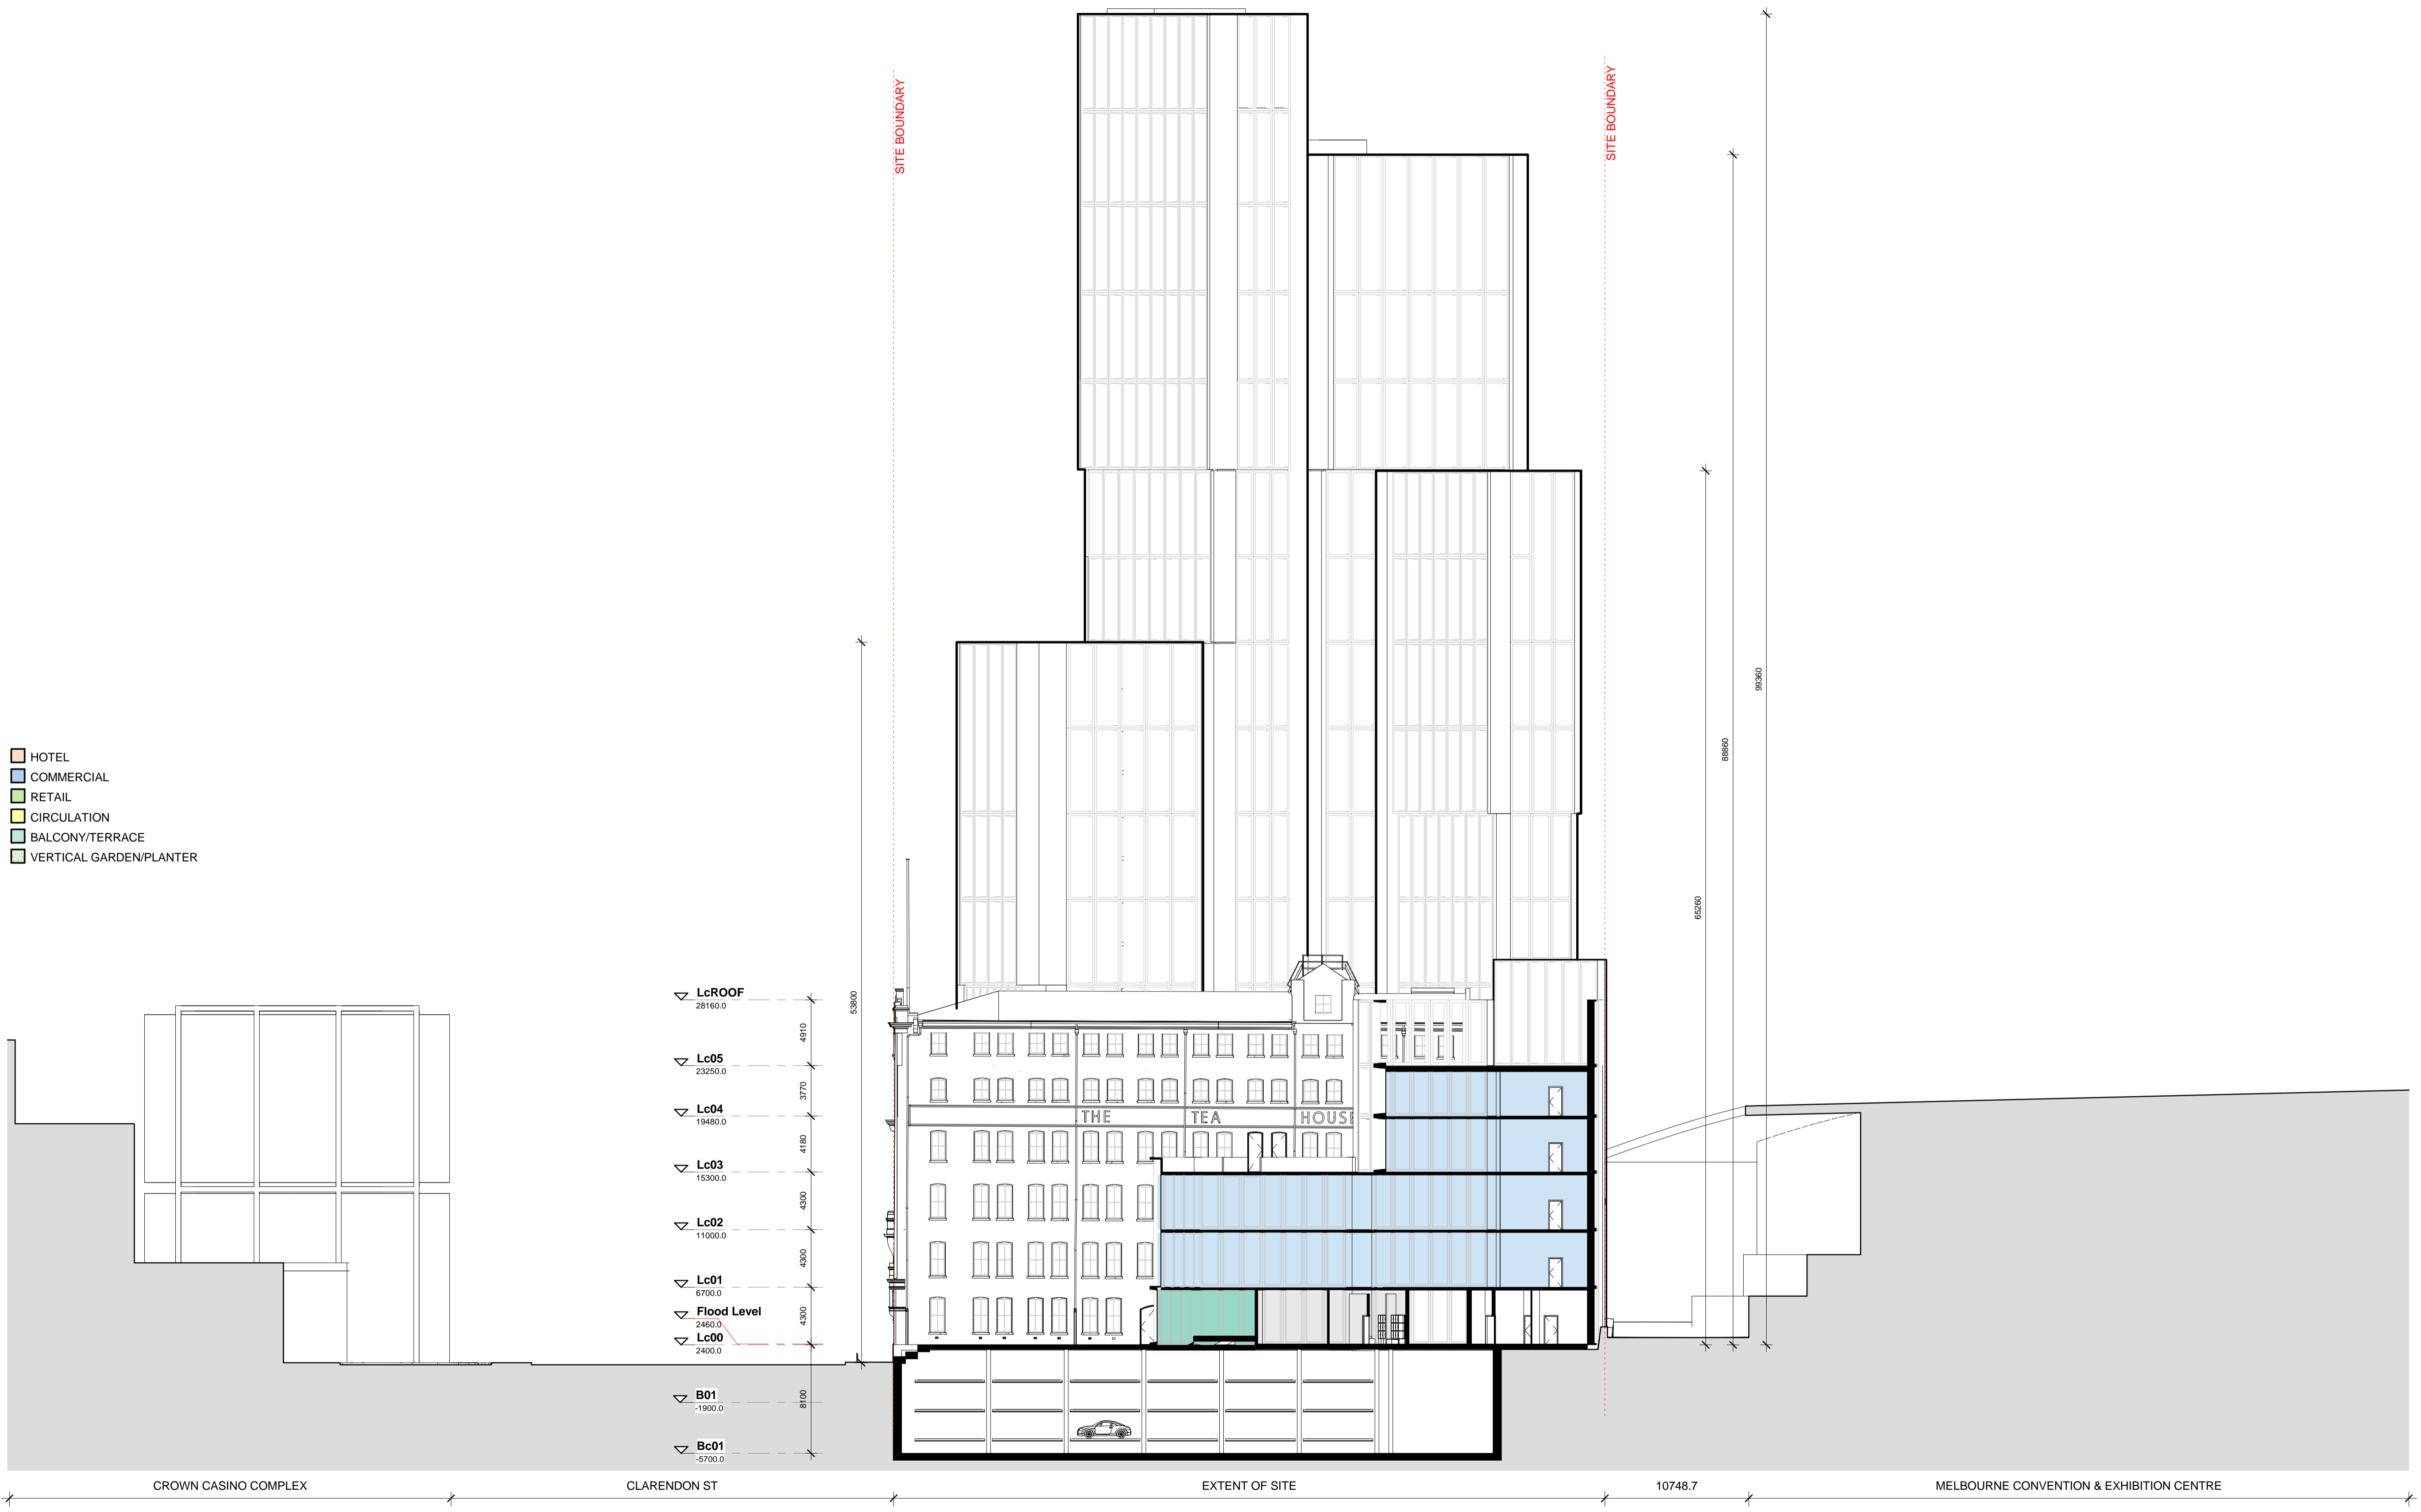 SITE BOUNDARY
SITE BOUNDARY
99360
88860
65260
53800
HOTEL
COMMERCIAL
RETAIL
CIRCULATION
BALCONY/TERRACE
VERTICAL GARDEN/PLANTER
LcROOF
28160.0
4910
Lc05
23250.0
3770
Lc04
19480.0
4180
Lc03
15300.0
4300
Lc02
11000.0
4300
Lc01
6700.0
4300
Flood Level
2460.0
Lc00
2400.0
8100
B01
-1900.0
Bc01
-5700.0
THE TEA HOUSE
CROWN CASINO COMPLEX
CLARENDON ST
EXTENT OF SITE
10748.7
MELBOURNE CONVENTION & EXHIBITION CENTRE